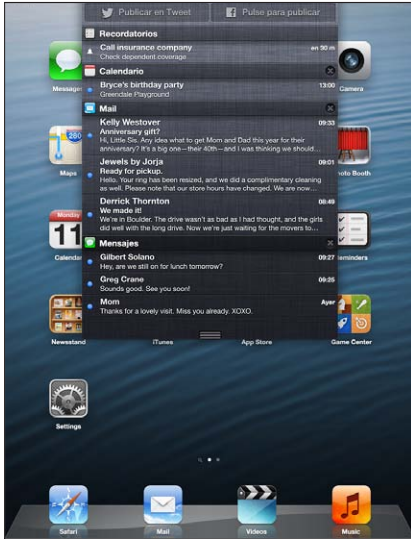 Publicar en Tweet
Pulse para publicar
Recordatorios
Call insurance company
en 30 m
Check dependent coverage
Calendario
Bryce's birthday party
13:00
Greendale Playground
Mail
Kelly Westover
09:33
Anniversary gift?
Hi, Little Sis. Any idea what to get Mom and Dad this year for their
anniversary? It's a big one—their 40th—and I was thinking we should...
Jewels by Jorja
09:01
Ready for pickup.
Hello. Your ring has been resized, and we did a complimentary cleaning
as well. Please note that our store hours have changed. We are now...
Derrick Thornton
08:49
We made it!
We're in Boulder. The drive wasn't as bad as I had thought, and the girls
did well with the long drive. Now we're just waiting for the movers to...
Mensajes
Gilbert Solano
09:27
Hey, are we still on for lunch tomorrow?
Greg Crane
09:25
Sounds good. See you soon!
Mom
Ayer
Thanks for a lovely visit. Miss you already. XOXO.
Messages
Camera
280
Maps
Photo Booth
Monday
11
Calendar
Reminders
Newsstand
iTunes
App Store
Game Center
Settings
Safari
Mail
Videos
Music